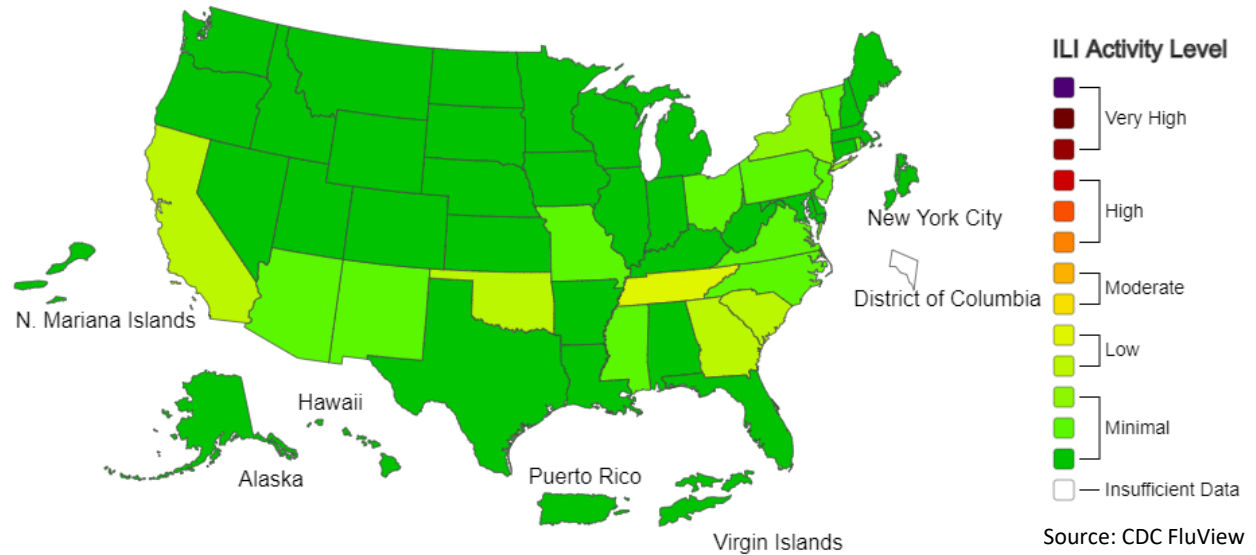 ILI Activity Level
Very High
High
Moderate
Low
Minimal
Insufficient Data
New York City
District of Columbia
N. Mariana Islands
Hawaii
Alaska
Puerto Rico
Virgin Islands
Source: CDC FluView